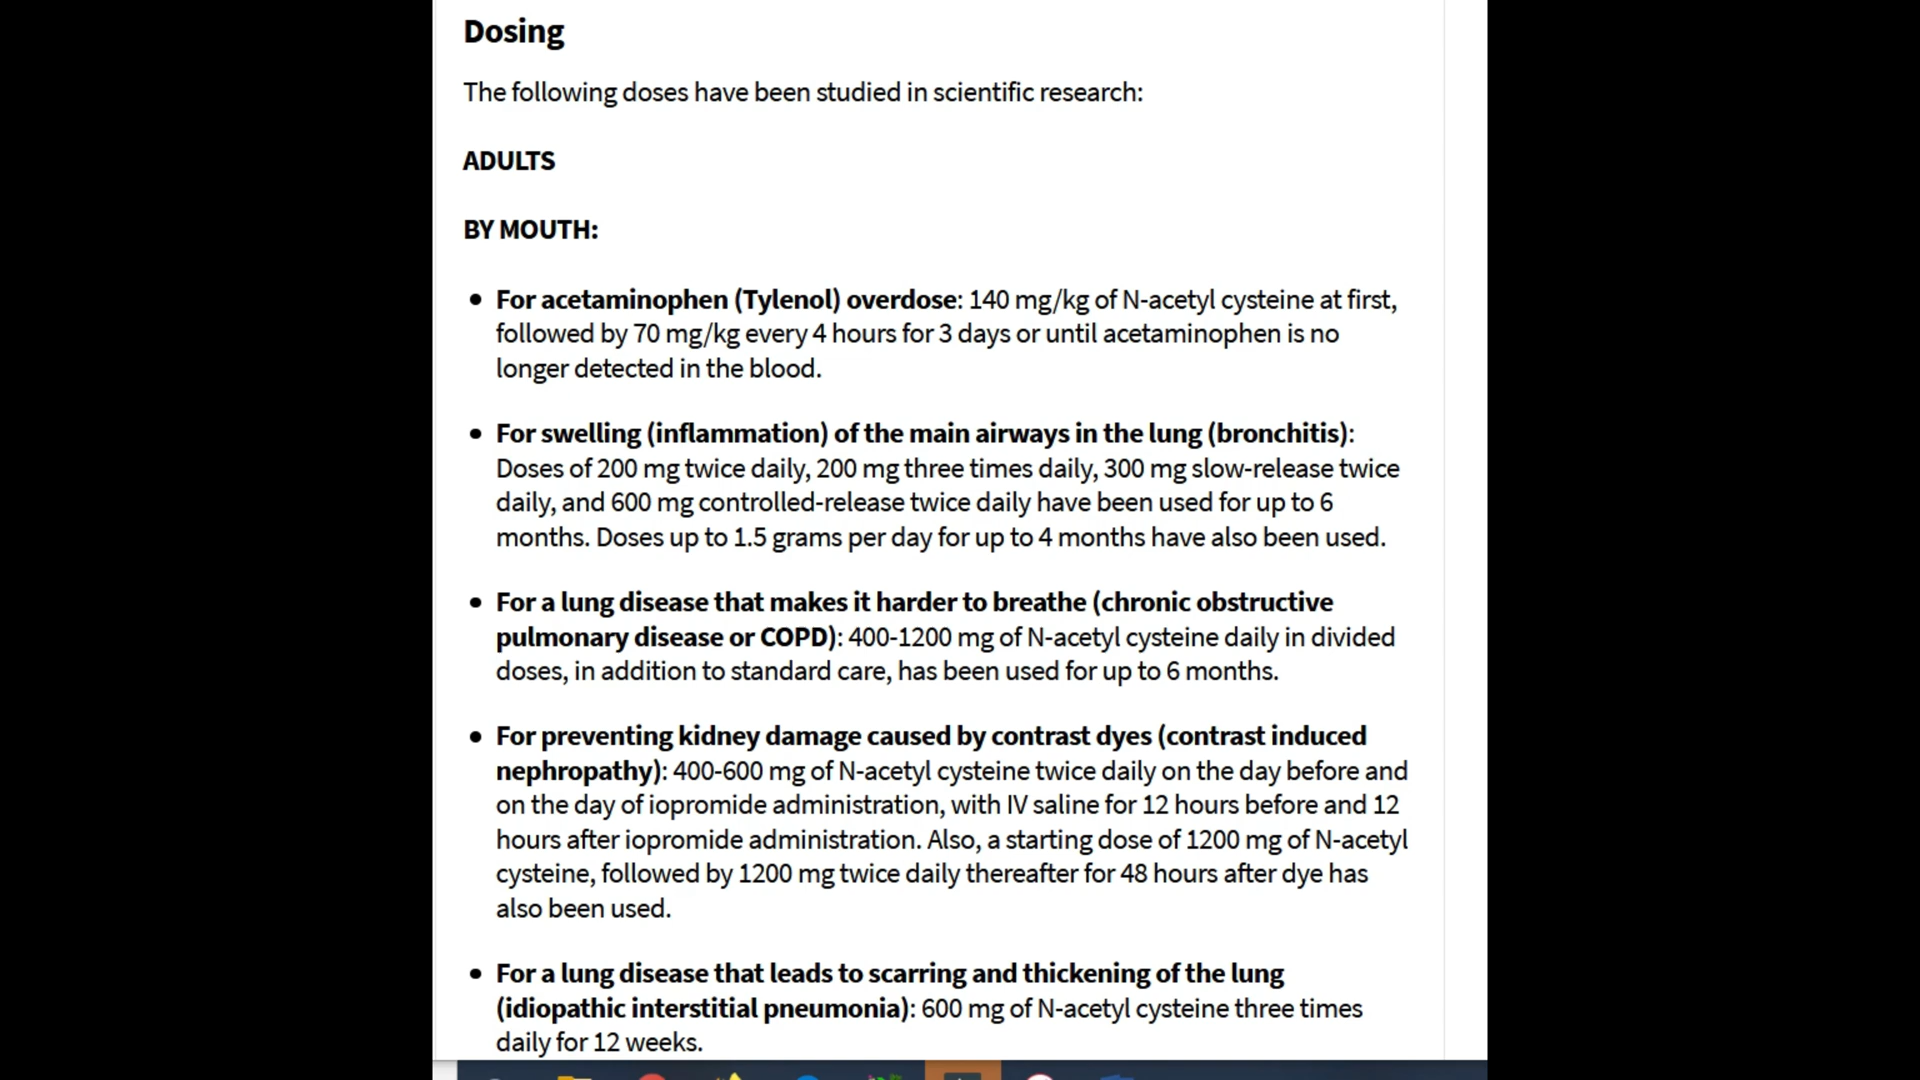 Dosing
The following doses have been studied in scientific research:
ADULTS
BY MOUTH:
For acetaminophen (Tylenol) overdose: 140 mg/kg of N-acetyl cysteine at first,
followed by 70 mg/kg every 4 hours for 3 days or until acetaminophen is no
longer detected in the blood.
For swelling (inflammation) of the main airways in the lung (bronchitis):
Doses of 200 mg twice daily, 200 mg three times daily, 300 mg slow-release twice
daily, and 600 mg controlled-release twice daily have been used for up to 6
months. Doses up to 1.5 grams per day for up to 4 months have also been used.
For a lung disease that makes it harder to breathe (chronic obstructive
pulmonary disease or COPD): 400-1200 mg of N-acetyl cysteine daily in divided
doses, in addition to standard care, has been used for up to 6 months.
For preventing kidney damage caused by contrast dyes (contrast induced
nephropathy): 400-600 mg of N-acetyl cysteine twice daily on the day before and
on the day of iopromide administration, with IV saline for 12 hours before and 12
hours after iopromide administration. Also, a starting dose of 1200 mg of N-acetyl
cysteine, followed by 1200 mg twice daily thereafter for 48 hours after dye has
also been used.
For a lung disease that leads to scarring and thickening of the lung
(idiopathic interstitial pneumonia): 600 mg of N-acetyl cysteine three times
daily for 12 weeks.